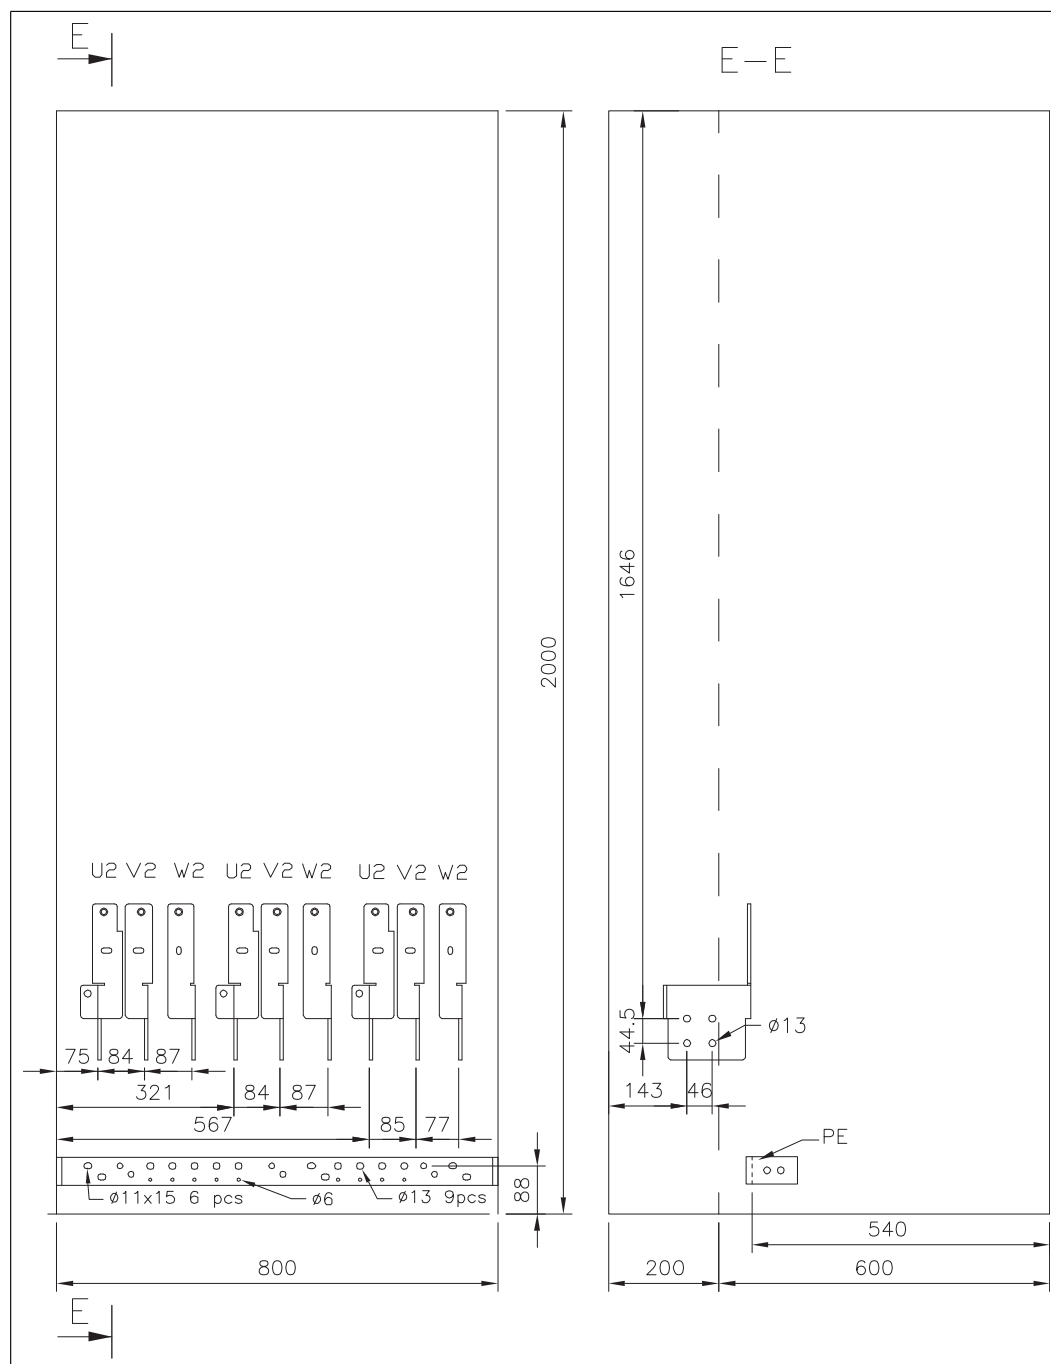 E
E-E
2000
1646
U2 V2 W2 U2 V2 W2 U2 V2 W2
44.5
ø13
75 84 87
321 84 87
143 46
567 85 77
PE
ø11x15 6 pcs
ø6
ø13 9pcs
88
540
800
200
600
E